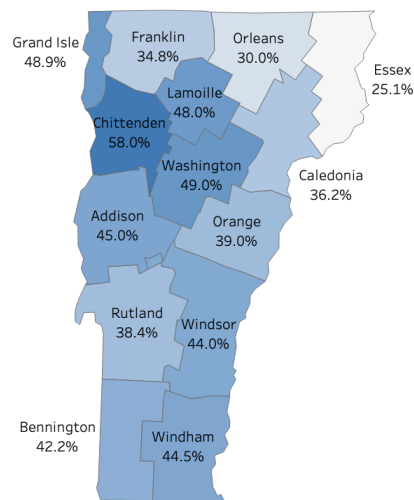 Grand Isle
48.9%
Franklin
34.8%
Orleans
30.0%
Essex
25.1%
Lamoille
48.0%
Chittenden
58.0%
Washington
49.0%
Caledonia
36.2%
Addison
45.0%
Orange
39.0%
Rutland
38.4%
Windsor
44.0%
Bennington
42.2%
Windham
44.5%